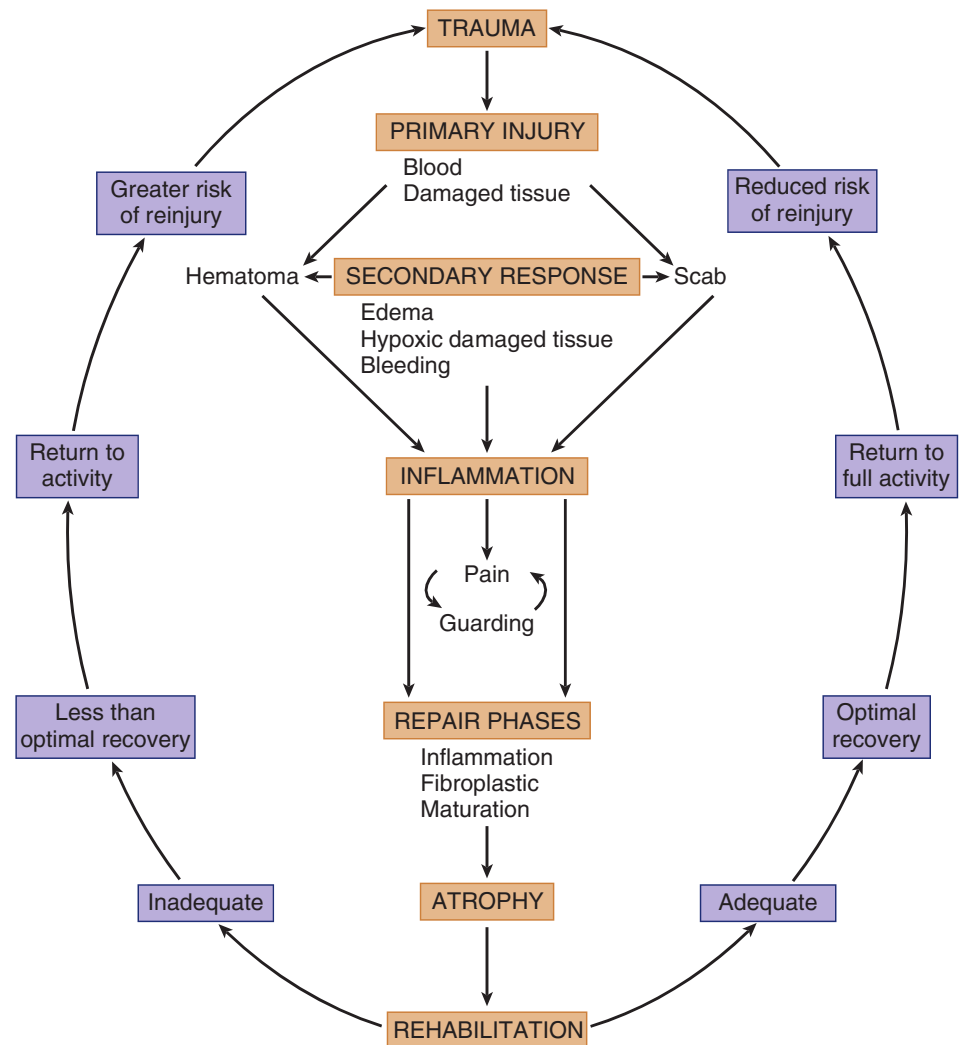 TRAUMA
PRIMARY INJURY
Blood
Damaged tissue
Greater risk
of reinjury
Reduced risk
of reinjury
Hematoma
SECONDARY RESPONSE
Scab
Edema
Hypoxic damaged tissue
Bleeding
Return to
activity
INFLAMMATION
Return to
full activity
Pain
Guarding
Less than
optimal recovery
REPAIR PHASES
Optimal
recovery
Inflammation
Fibroplastic
Maturation
Inadequate
ATROPHY
Adequate
REHABILITATION